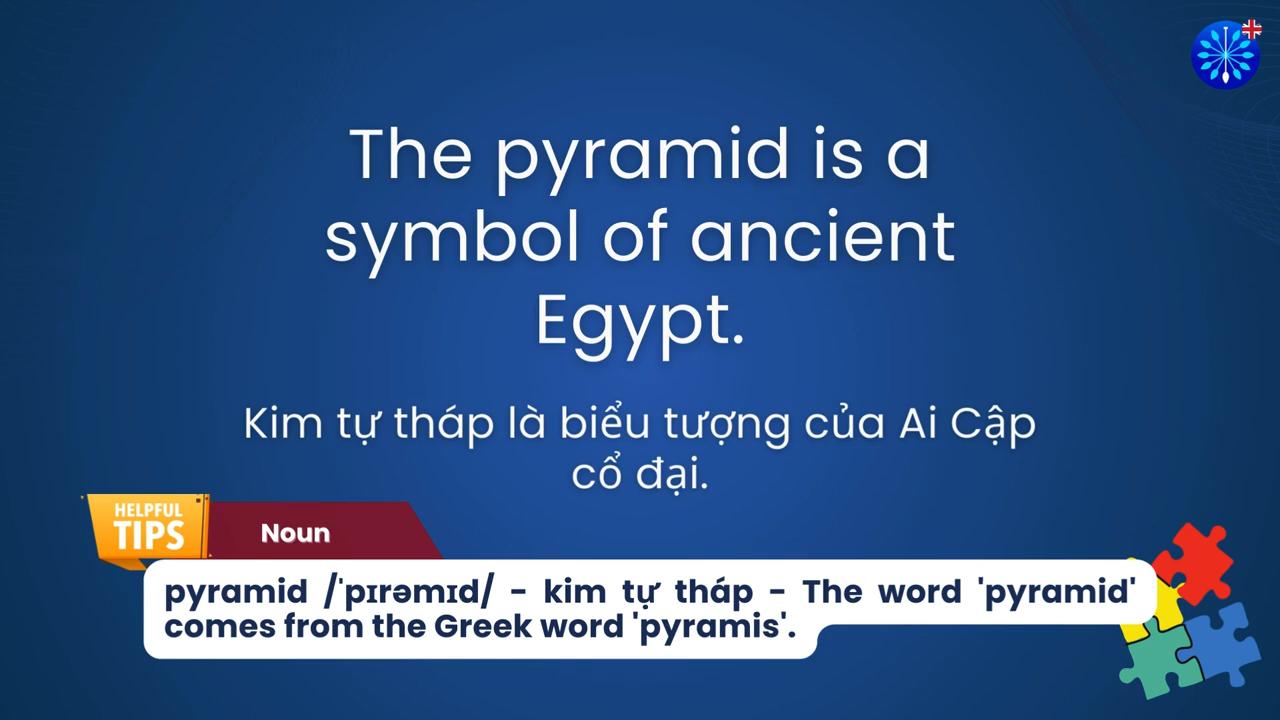 The pyramid is a
symbol of ancient
Egypt.
Kim tự tháp là biểu tượng của Ai Cập
cổ đại.
HELPFUL
TIPS
Noun
pyramid /ˈpɪrəmɪd/ - kim tự tháp - The word 'pyramid'
comes from the Greek word 'pyramis'.